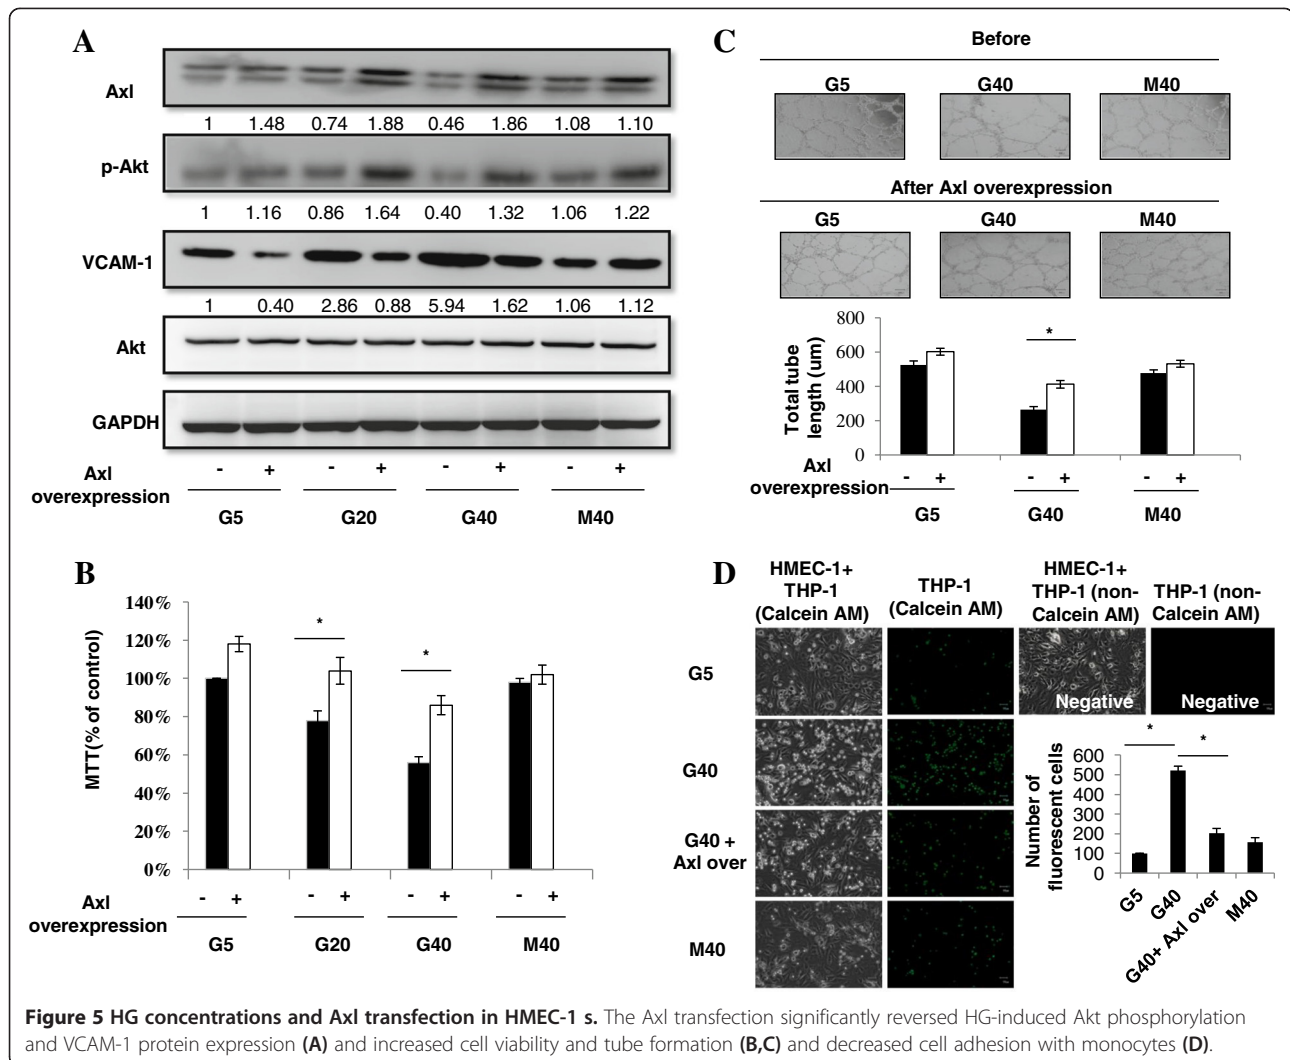 A
Axl
1 1.48 0.74 1.88 0.46 1.86 1.08 1.10
p-Akt
1 1.16 0.86 1.64 0.40 1.32 1.06 1.22
VCAM-1
1 0.40 2.86 0.88 5.94 1.62 1.06 1.12
Akt
GAPDH
Axl overexpression
- + - + - + - +
G5 G20 G40 M40
B
MTT(% of control)
140%
120%
100%
80%
60%
40%
20%
0%
*
*
Axl overexpression
- + - + - + - +
G5 G20 G40 M40
C
Before
G5 G40 M40
After Axl overexpression
G5 G40 M40
Total tube length (um)
800
600
400
200
0
*
Axl overexpression
- + - + - +
G5 G40 M40
D
HMEC-1+ THP-1 (Calcein AM)
THP-1 (Calcein AM)
HMEC-1+ THP-1 (non-Calcein AM)
THP-1 (non-Calcein AM)
G5
Negative
Negative
G40
G40 + Axl over
M40
Number of fluorescent cells
600
500
400
300
200
100
0
*
*
G5
G40
G40+ Axl over
M40
Figure 5 HG concentrations and Axl transfection in HMEC-1 s. The Axl transfection significantly reversed HG-induced Akt phosphorylation
and VCAM-1 protein expression (A) and increased cell viability and tube formation (B,C) and decreased cell adhesion with monocytes (D).